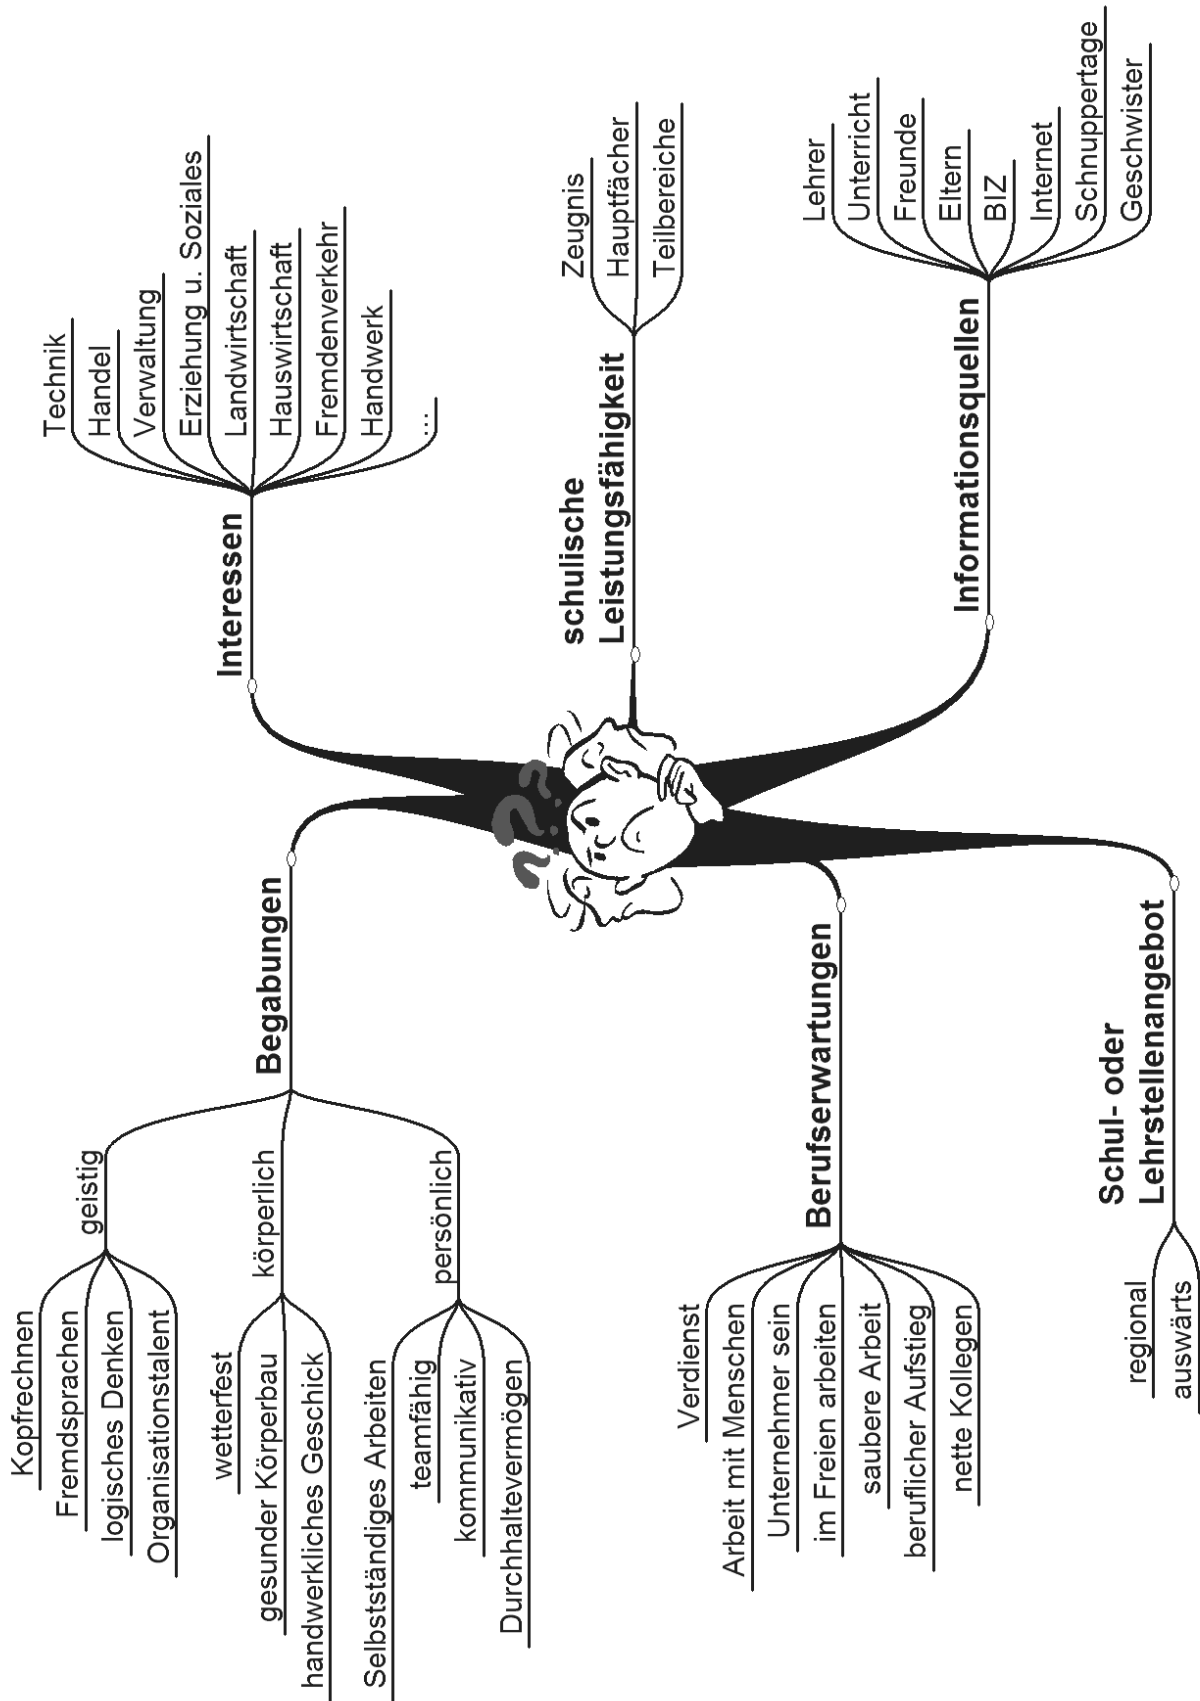 Kopfrechnen
Fremdsprachen
logisches Denken
Organisationstalent
geistig
wetterfest
gesunder Körperbau
handwerkliches Geschick
körperlich
Selbstständiges Arbeiten
teamfähig
kommunikativ
Durchhaltevermögen
persönlich
Begabungen
Verdienst
Arbeit mit Menschen
Unternehmer sein
im Freien arbeiten
saubere Arbeit
beruflicher Aufstieg
nette Kollegen
Berufserwartungen
regional
auswärts
Schul- oder
Lehrstellenangebot
???
Interessen
Technik
Handel
Verwaltung
Erziehung u. Soziales
Landwirtschaft
Hauswirtschaft
Fremdenverkehr
Handwerk
...
schulische
Leistungsfähigkeit
Zeugnis
Hauptfächer
Teilbereiche
Informationsquellen
Lehrer
Unterricht
Freunde
Eltern
BIZ
Internet
Schnuppertage
Geschwister